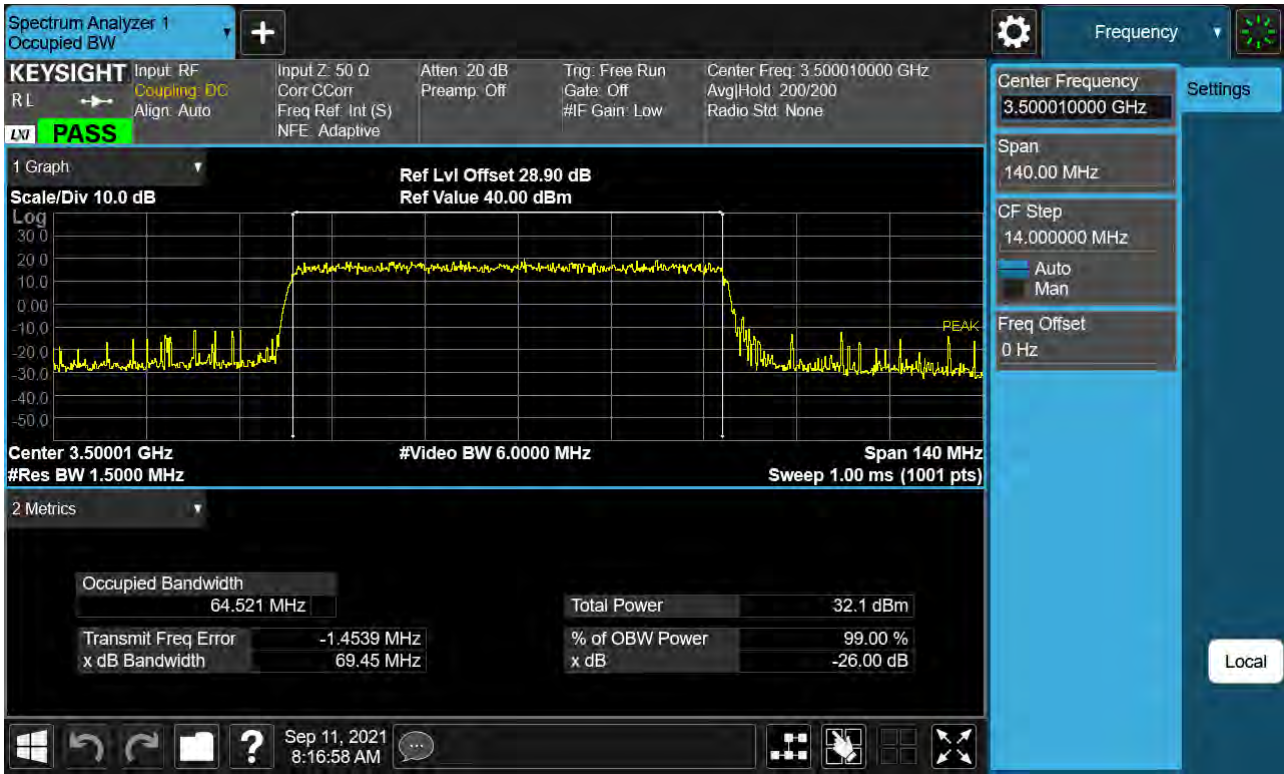 Spectrum Analyzer 1
Occupied BW
Frequency
KEYSIGHT
RL
LXI PASS
Input: RF
Coupling: DC
Align: Auto
Input Z: 50 Ω
Corr CCorr
Freq Ref: Int (S)
NFE: Adaptive
Atten: 20 dB
Preamp: Off
Trig: Free Run
Gate: Off
#IF Gain: Low
Center Freq: 3.500010000 GHz
Avg|Hold: 200/200
Radio Std: None
Center Frequency
3.500010000 GHz
Settings
Span
140.00 MHz
CF Step
14.000000 MHz
Auto
Man
Freq Offset
0 Hz
Local
1 Graph
Ref Lvl Offset 28.90 dB
Scale/Div 10.0 dB
Ref Value 40.00 dBm
Log
30.0
20.0
10.0
0.00
-10.0
PEAK
-20.0
-30.0
-40.0
-50.0
Center 3.50001 GHz
#Video BW 6.0000 MHz
Span 140 MHz
#Res BW 1.5000 MHz
Sweep 1.00 ms (1001 pts)
2 Metrics
Occupied Bandwidth
64.521 MHz
Total Power 32.1 dBm
Transmit Freq Error -1.4539 MHz
% of OBW Power 99.00 %
x dB Bandwidth 69.45 MHz
x dB -26.00 dB
?
Sep 11, 2021
8:16:58 AM